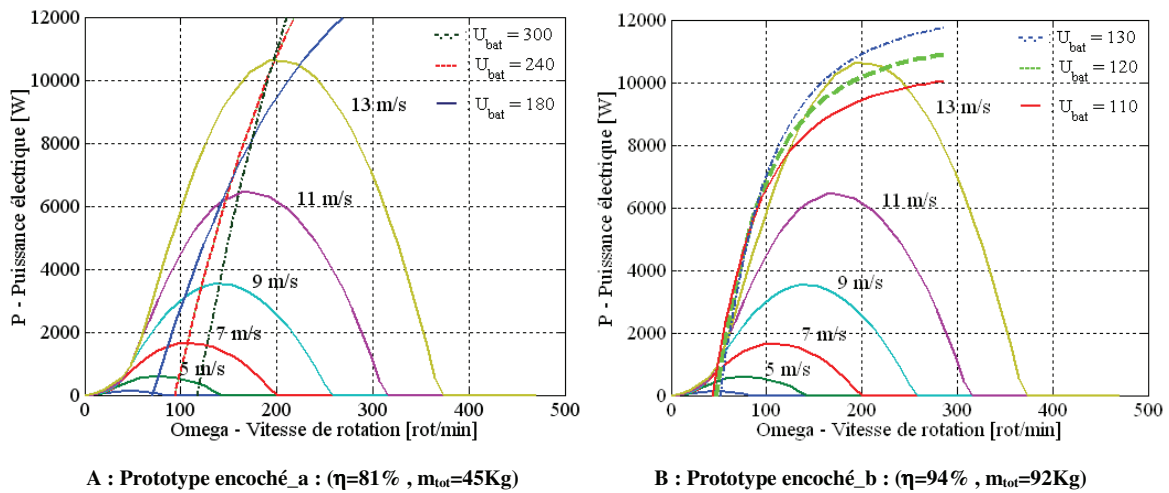 12000
10000
8000
6000
4000
2000
0
P - Puissance électrique [W]
0 100 200 300 400 500
Omega - Vitesse de rotation [rot/min]
U_bat = 300
U_bat = 240
U_bat = 180
13 m/s
11 m/s
9 m/s
7 m/s
5 m/s
A : Prototype encoché_a : (η=81% , m_tot=45Kg)
12000
10000
8000
6000
4000
2000
0
P - Puissance électrique [W]
0 100 200 300 400 500
Omega - Vitesse de rotation [rot/min]
U_bat = 130
U_bat = 120
U_bat = 110
13 m/s
11 m/s
9 m/s
7 m/s
5 m/s
B : Prototype encoché_b : (η=94% , m_tot=92Kg)